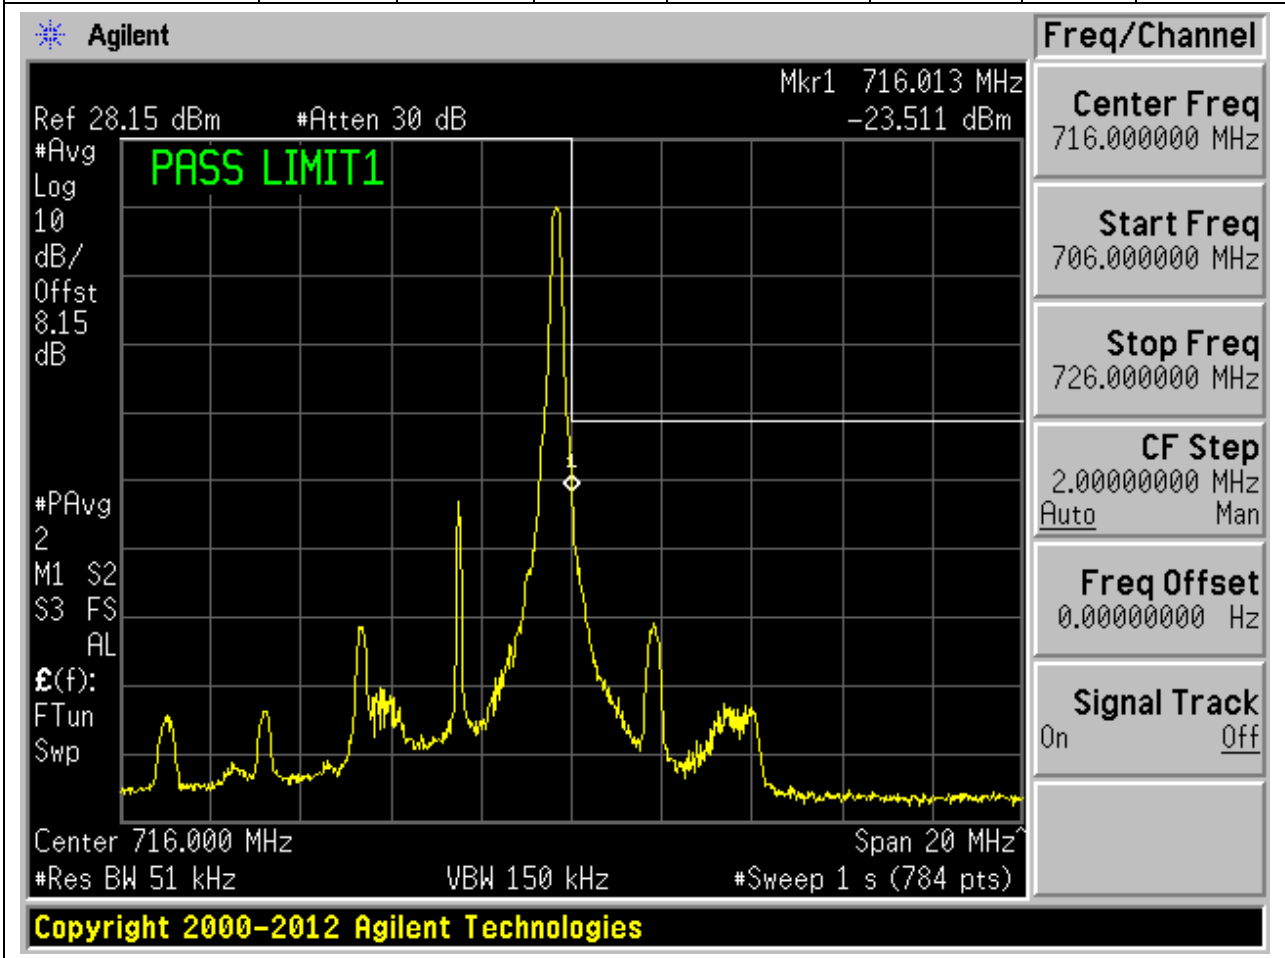 Agilent
Freq/Channel
Mkr1 716.013 MHz
Ref 28.15 dBm #Atten 30 dB -23.511 dBm
#Avg
Log
10
dB/
Offst
8.15
dB
PASS LIMIT1
1
#PAvg
2
M1 S2
S3 FS
AL
£(f):
FTun
Swp
Center 716.000 MHz Span 20 MHz^
#Res BW 51 kHz VBW 150 kHz #Sweep 1 s (784 pts)
Center Freq
716.000000 MHz
Start Freq
706.000000 MHz
Stop Freq
726.000000 MHz
CF Step
2.00000000 MHz
Auto Man
Freq Offset
0.00000000 Hz
Signal Track
On Off
Copyright 2000-2012 Agilent Technologies